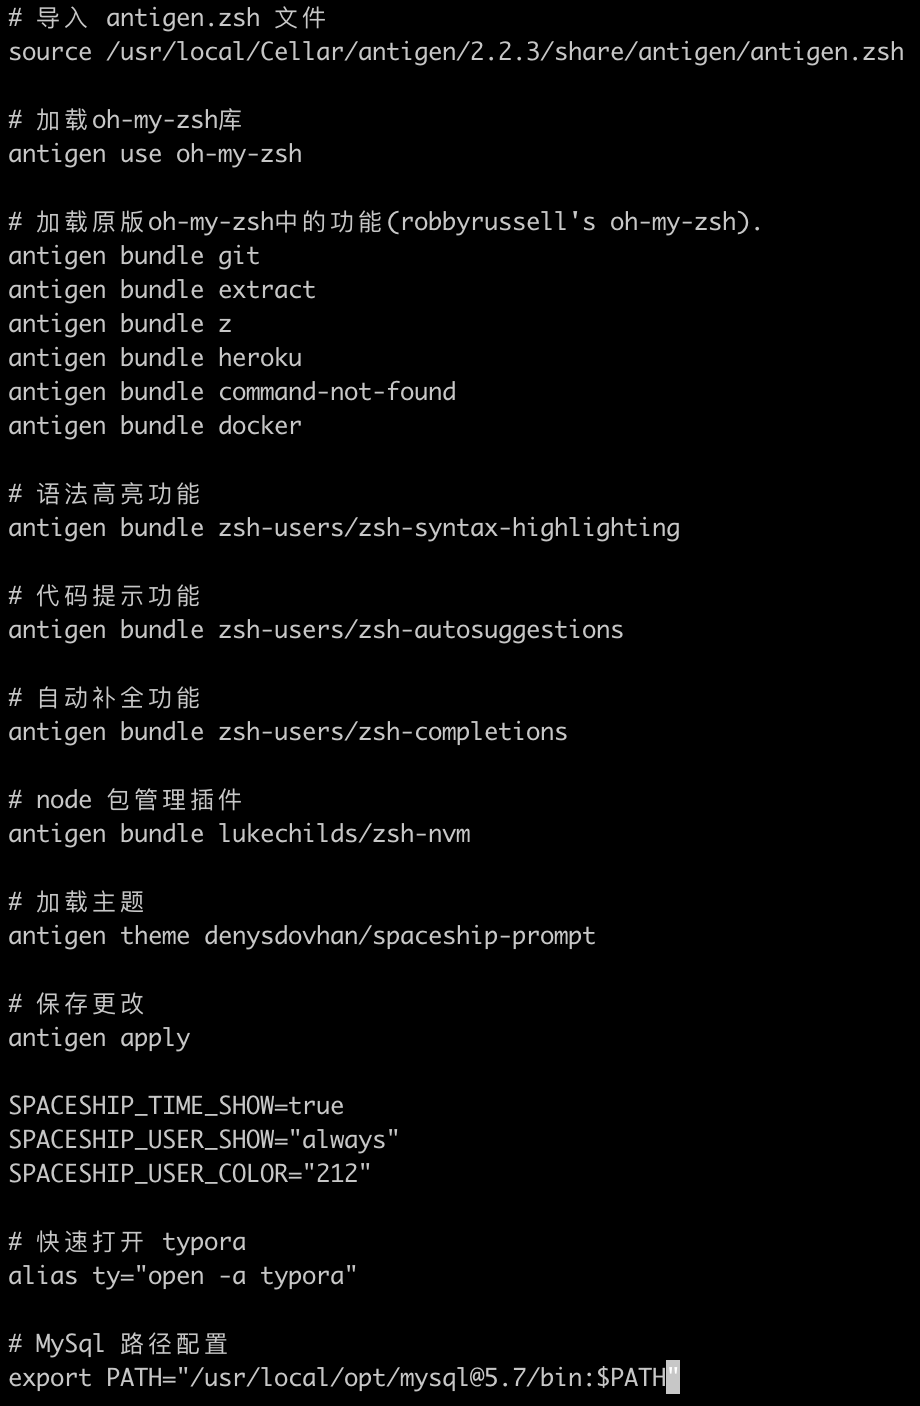 # 导入 antigen.zsh 文件
source /usr/local/Cellar/antigen/2.2.3/share/antigen/antigen.zsh
# 加载oh-my-zsh库
antigen use oh-my-zsh
# 加载原版oh-my-zsh中的功能(robbyrussell's oh-my-zsh).
antigen bundle git
antigen bundle extract
antigen bundle z
antigen bundle heroku
antigen bundle command-not-found
antigen bundle docker
# 语法高亮功能
antigen bundle zsh-users/zsh-syntax-highlighting
# 代码提示功能
antigen bundle zsh-users/zsh-autosuggestions
# 自动补全功能
antigen bundle zsh-users/zsh-completions
# node 包管理插件
antigen bundle lukechilds/zsh-nvm
# 加载主题
antigen theme denysdovhan/spaceship-prompt
# 保存更改
antigen apply
SPACESHIP_TIME_SHOW=true
SPACESHIP_USER_SHOW="always"
SPACESHIP_USER_COLOR="212"
# 快速打开 typora
alias ty="open -a typora"
# MySql 路径配置
export PATH="/usr/local/opt/mysql@5.7/bin:$PATH"